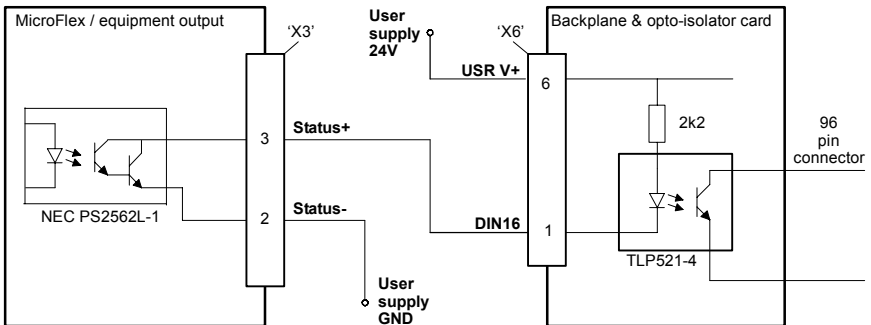 MicroFlex / equipment output
‘X3’
User
supply
24V
‘X6’
Backplane & opto-isolator card
USR V+
6
2k2
96
pin
connector
3
Status+
NEC PS2562L-1
2
Status-
DIN16
1
TLP521-4
User
supply
GND